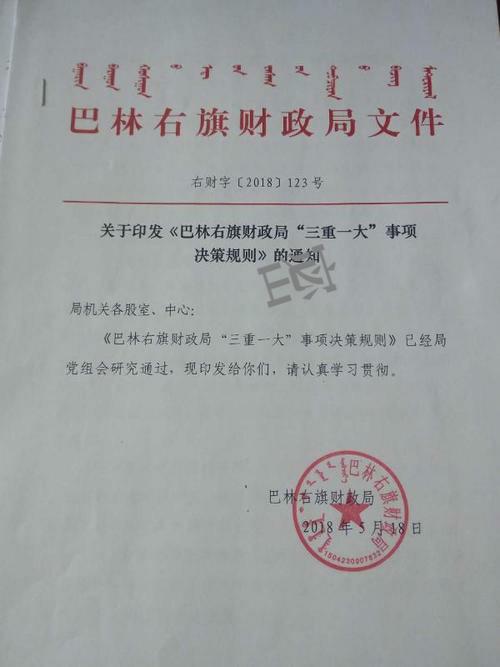 巴林右旗财政局文件
右财字〔2018〕123号
关于印发《巴林右旗财政局“三重一大”事项
决策规则》的通知
局机关各股室、中心：
《巴林右旗财政局“三重一大”事项决策规则》已经局
党组会研究通过，现印发给你们，请认真学习贯彻。
巴林右旗财政局
2018年5月18日
巴林右旗财政局